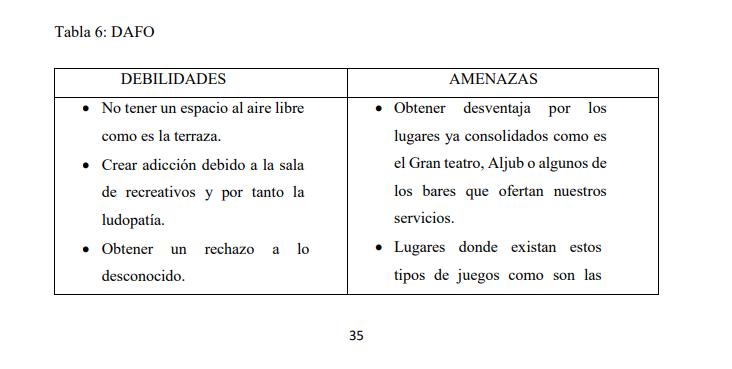 Tabla 6: DAFO
DEBILIDADES
• No tener un espacio al aire libre
como es la terraza.
• Crear adicción debido a la sala
de recreativos y por tanto la
ludopatía.
• Obtener un rechazo a lo
desconocido.
AMENAZAS
• Obtener desventaja por los
lugares ya consolidados como es
el Gran teatro, Aljub o algunos de
los bares que ofertan nuestros
servicios.
• Lugares donde existan estos
tipos de juegos como son las
35